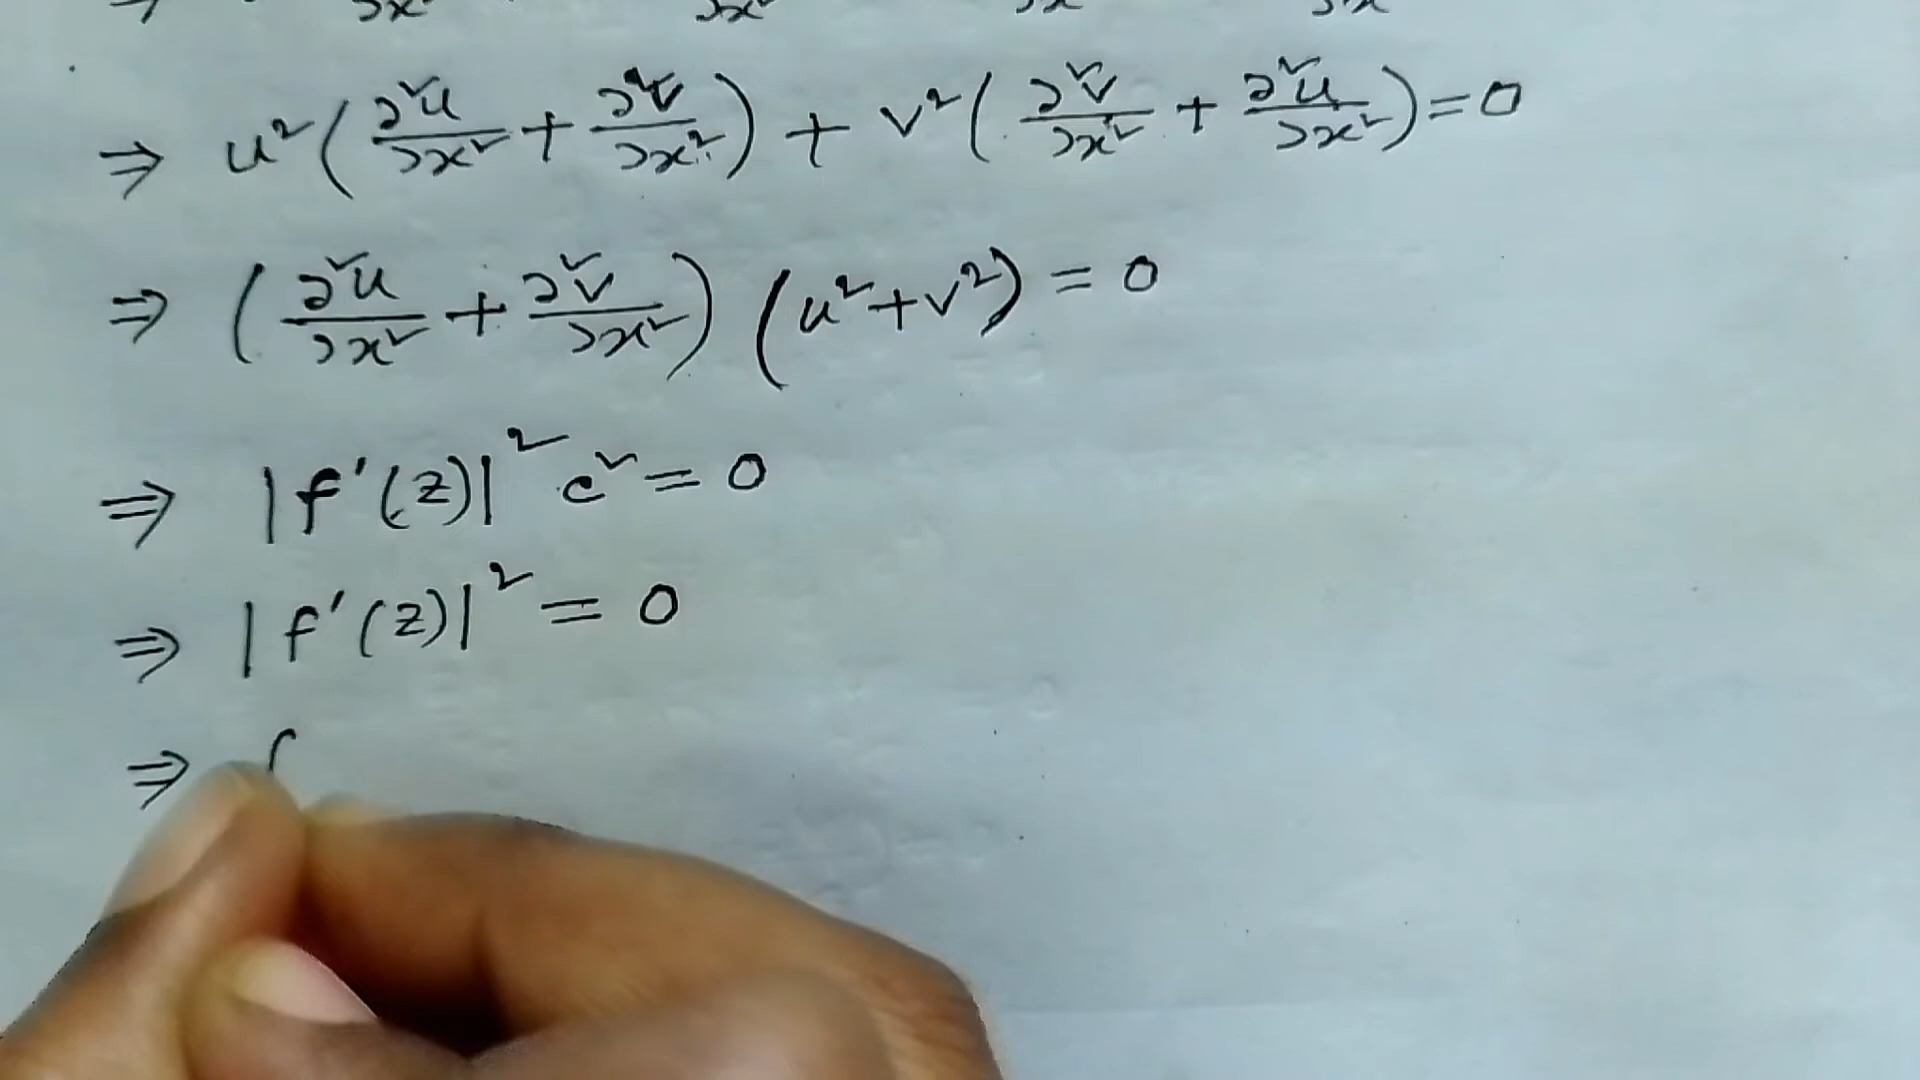 ⇒ u²(∂²u/∂x² + ∂²v/∂x²) + v²(∂²v/∂x² + ∂²u/∂x²) = 0
⇒ (∂²u/∂x² + ∂²v/∂x²) (u²+v²) = 0
⇒ |f'(z)|² c² = 0
⇒ |f'(z)|² = 0
⇒